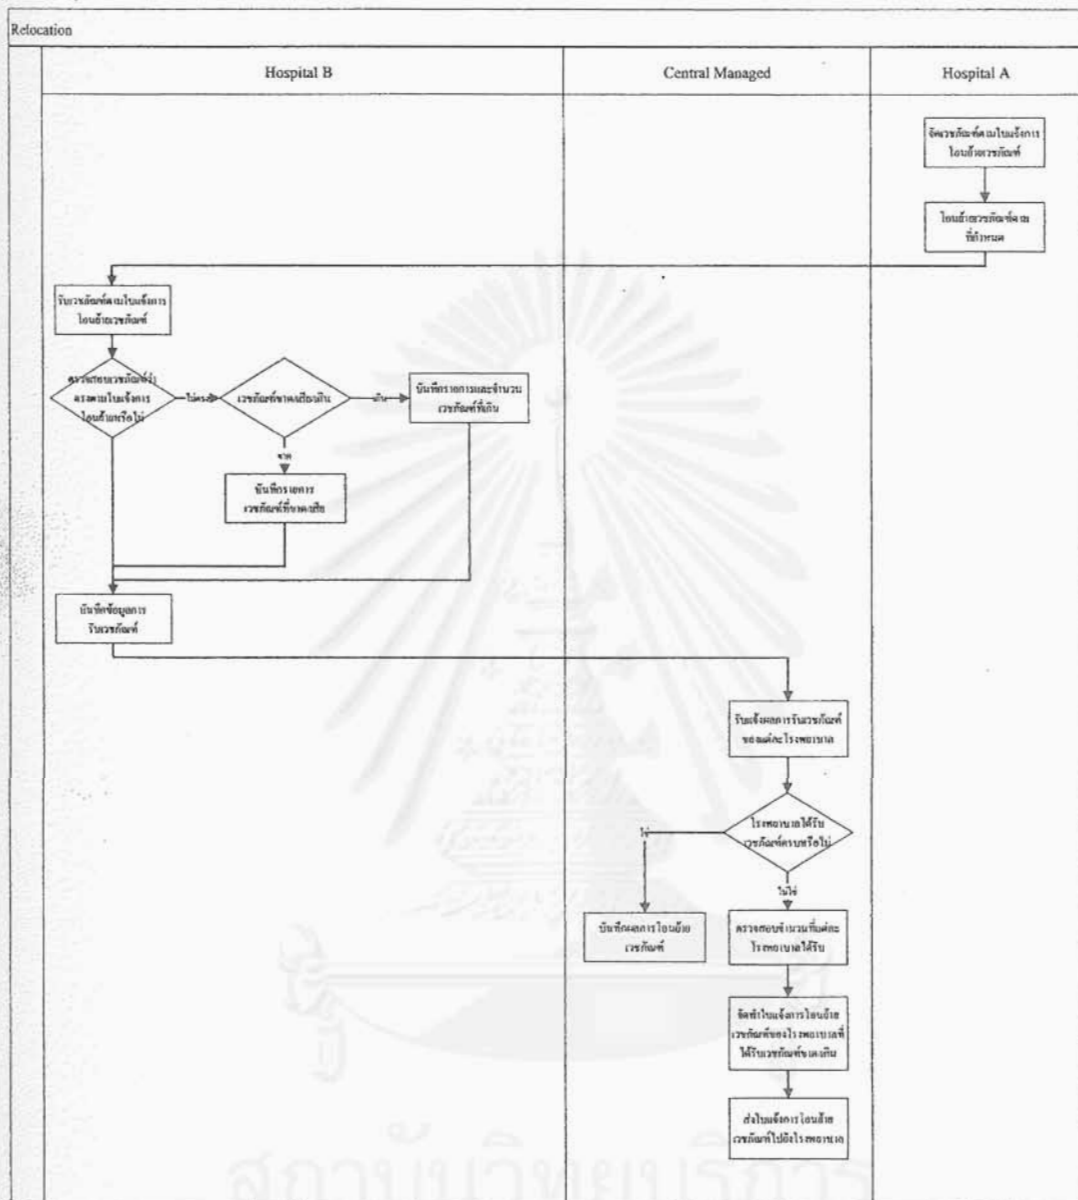 Relocation
Hospital B
Central Managed
Hospital A
จัดเวชภัณฑ์ตามใบแจ้งการ
โอนย้ายเวชภัณฑ์
โอนย้ายเวชภัณฑ์ตาม
ที่กำหนด
รับเวชภัณฑ์ตามใบแจ้งการ
โอนย้ายเวชภัณฑ์
ตรวจสอบเวชภัณฑ์ว่า
ตรงตามใบแจ้งการ
โอนย้ายหรือไม่
ไม่ตรง
เวชภัณฑ์ขาด/เสีย/เกิน
เกิน
บันทึกรายการและจำนวน
เวชภัณฑ์ที่เกิน
ขาด
บันทึกรายการ
เวชภัณฑ์ที่ขาด/เสีย
บันทึกข้อมูลการ
รับเวชภัณฑ์
รับแจ้งผลการรับเวชภัณฑ์
ของแต่ละโรงพยาบาล
โรงพยาบาลได้รับ
เวชภัณฑ์ครบหรือไม่
ใช่
ไม่ใช่
บันทึกผลการโอนย้าย
เวชภัณฑ์
ตรวจสอบจำนวนที่แต่ละ
โรงพยาบาลได้รับ
จัดทำใบแจ้งการโอนย้าย
เวชภัณฑ์ของโรงพยาบาลที่
ได้รับเวชภัณฑ์ขาด/เกิน
ส่งใบแจ้งการโอนย้าย
เวชภัณฑ์ไปยังโรงพยาบาล
สถาบันวิทยบริการ